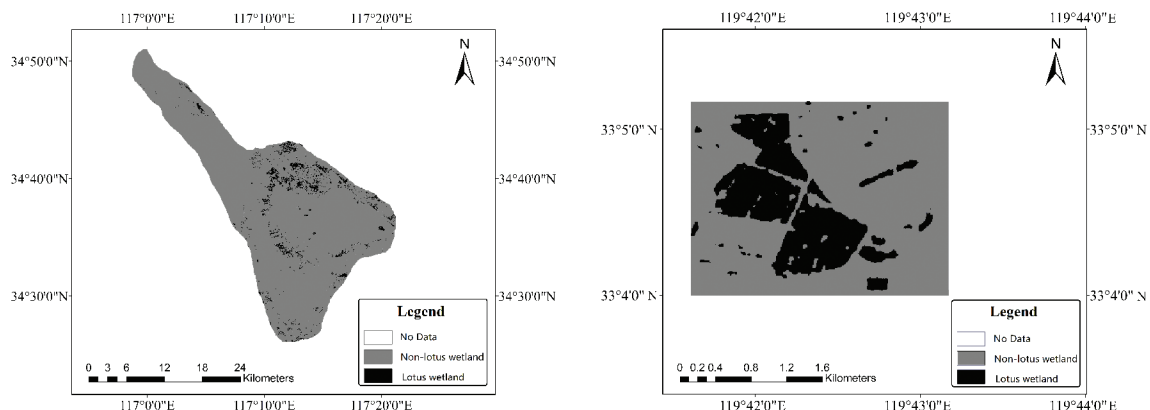 117°0'0"E 117°10'0"E 117°20'0"E
N
34°50'0"N 34°50'0"N
34°40'0"N 34°40'0"N
34°30'0"N 34°30'0"N
Legend
No Data
Non-lotus wetland
Lotus wetland
0 3 6 12 18 24
Kilometers
117°0'0"E 117°10'0"E 117°20'0"E
119°42'0"E 119°43'0"E 119°44'0"E
N
33°5'0" N 33°5'0" N
33°4'0" N 33°4'0" N
Legend
No Data
Non-lotus wetland
Lotus wetland
0 0.2 0.4 0.8 1.2 1.6
Kilometers
119°42'0"E 119°43'0"E 119°44'0"E